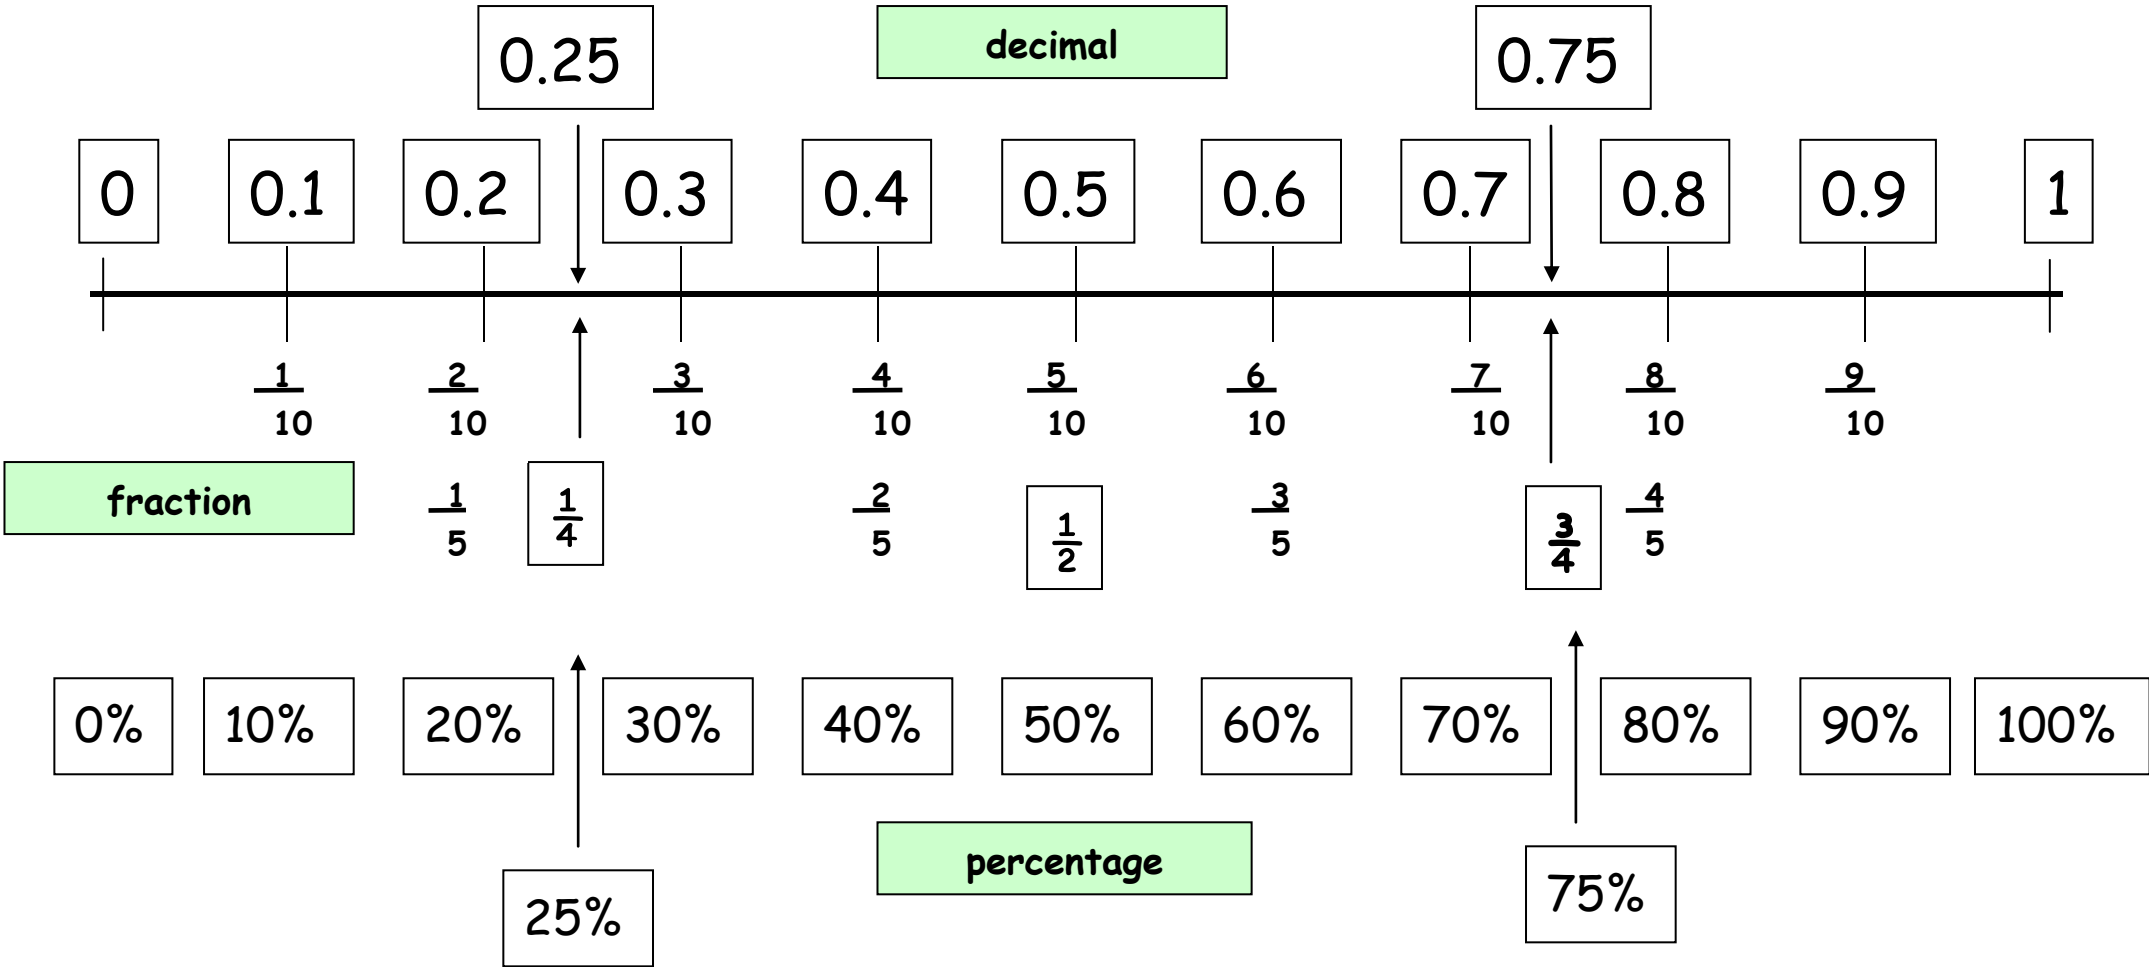 0.25 decimal 0.75
0 0.1 0.2 0.3 0.4 0.5 0.6 0.7 0.8 0.9 1
1 2 3 4 5 6 7 8 9
10 10 10 10 10 10 10 10 10
fraction
1 1 2 1 3 3 4
5 4 5 2 5 4 5
0% 10% 20% 30% 40% 50% 60% 70% 80% 90% 100%
percentage
25% 75%